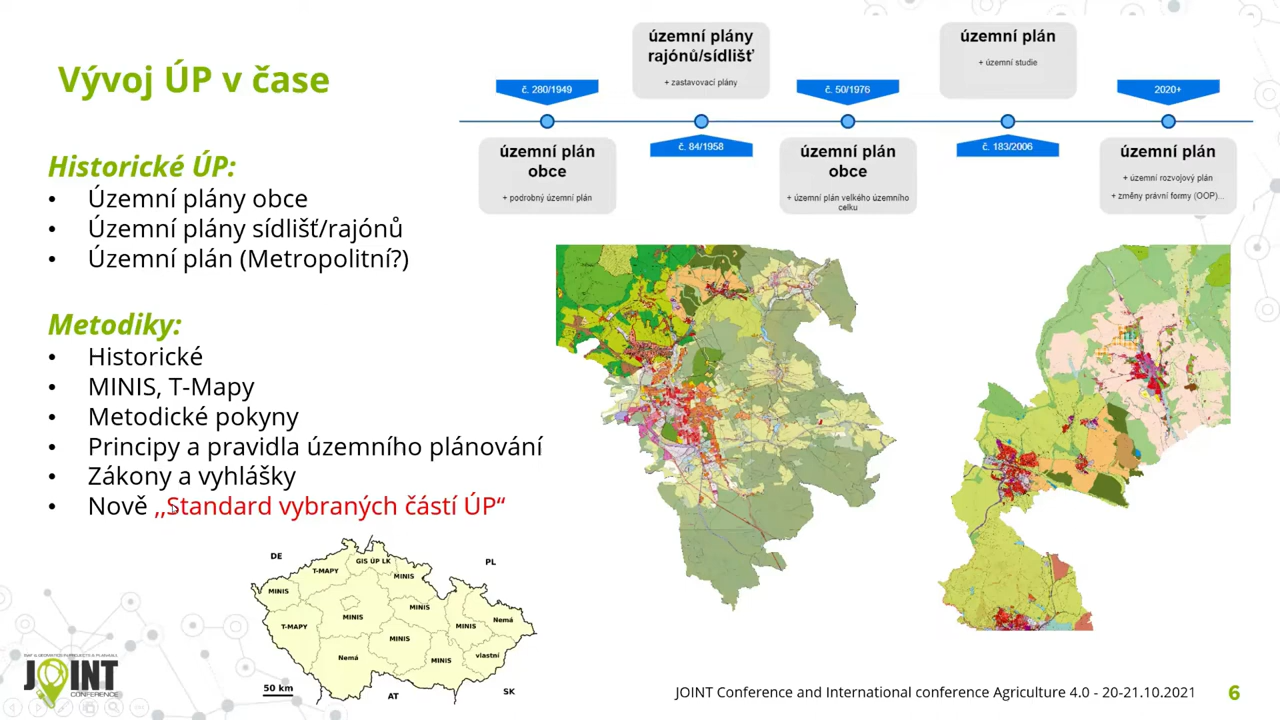 Vývoj ÚP v čase
Historické ÚP:
• Územní plány obce
• Územní plány sídlišť/rajónů
• Územní plán (Metropolitní?)
Metodiky:
• Historické
• MINIS, T-Mapy
• Metodické pokyny
• Principy a pravidla územního plánování
• Zákony a vyhlášky
• Nově ,,Standard vybraných částí ÚP“
č. 280/1949
územní plán
obce
+ podrobný územní plán
územní plány
rajónů/sídlišť
+ zastavovací plány
č. 84/1958
č. 50/1976
územní plán
obce
+ územní plán velkého územního
celku
územní plán
+ územní studie
č. 183/2006
2020+
územní plán
+ územní rozvojový plán
+ změny právní formy (OOP)...
DE
PL
GIS ÚP LK
T-MAPY
MINIS
MINIS
MINIS
MINIS
T-MAPY
MINIS
Nemá
MINIS
Nemá
MINIS
vlastní
50 km
AT
SK
JOINT
CONFERENCE
JOINT Conference and International conference Agriculture 4.0 - 20-21.10.2021
6